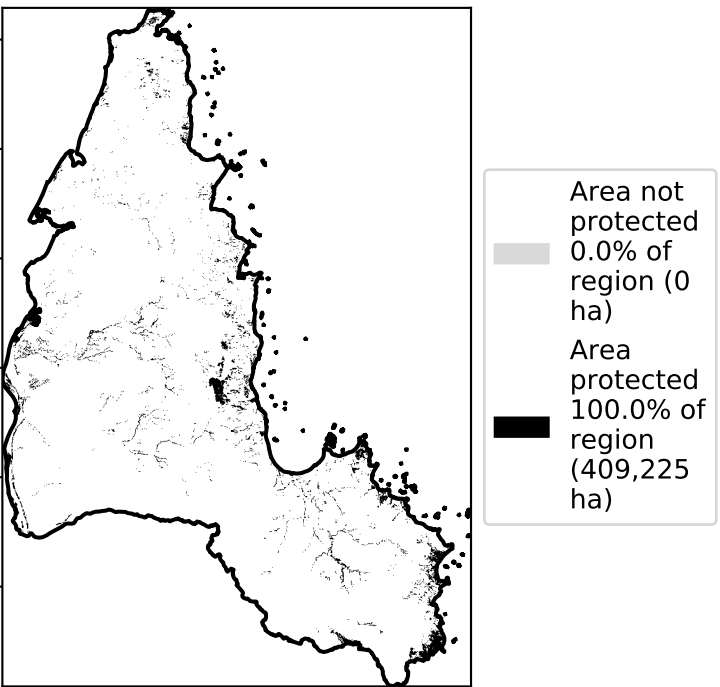 Area not
protected
0.0% of
region (0
ha)
Area
protected
100.0% of
region
(409,225
ha)